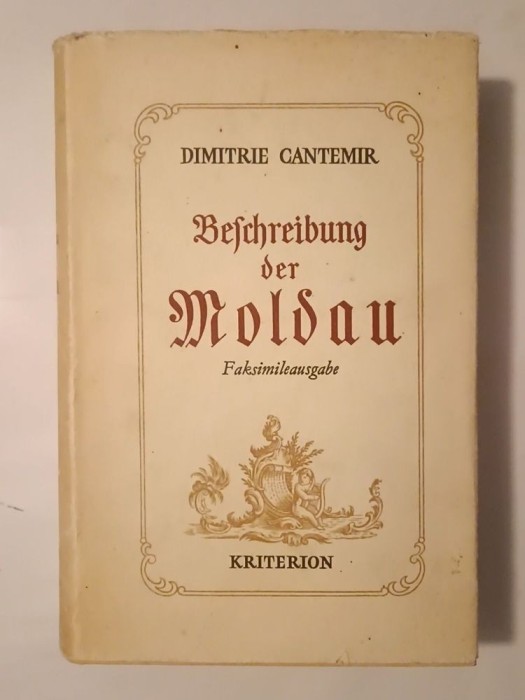 DIMITRIE CANTEMIR
Beſchreibung
der
Moldau
Faksimileausgabe
KRITERION